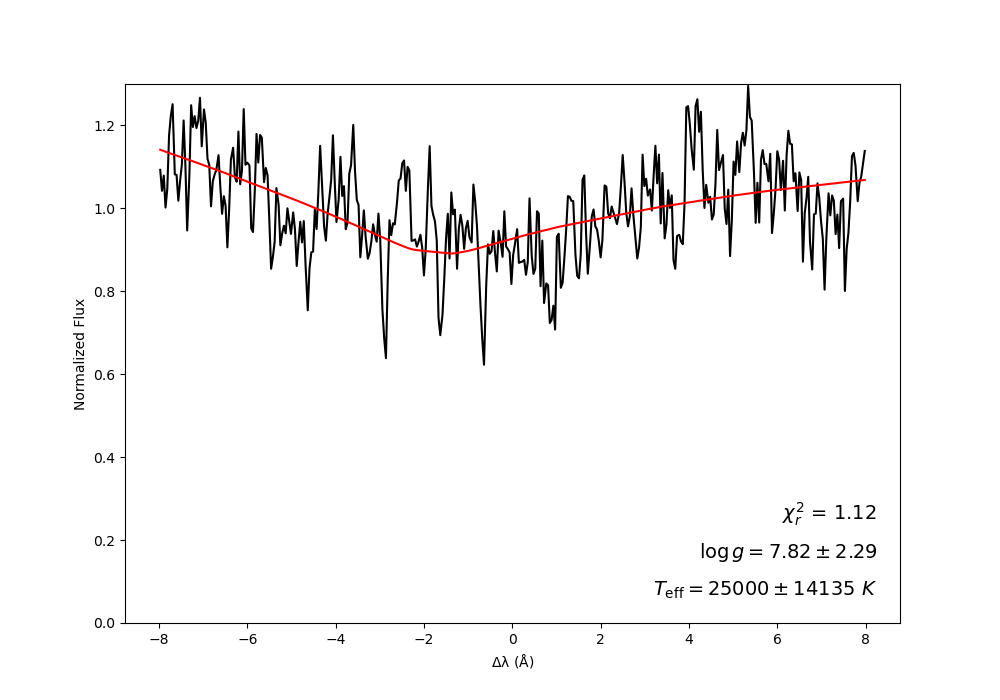 1.2
1.0
0.8
0.6
0.4
0.2
0.0
Normalized Flux
χ²ᵣ = 1.12
log g = 7.82 ± 2.29
T_eff = 25000 ± 14135 K
−8 −6 −4 −2 0 2 4 6 8
Δλ (Å)